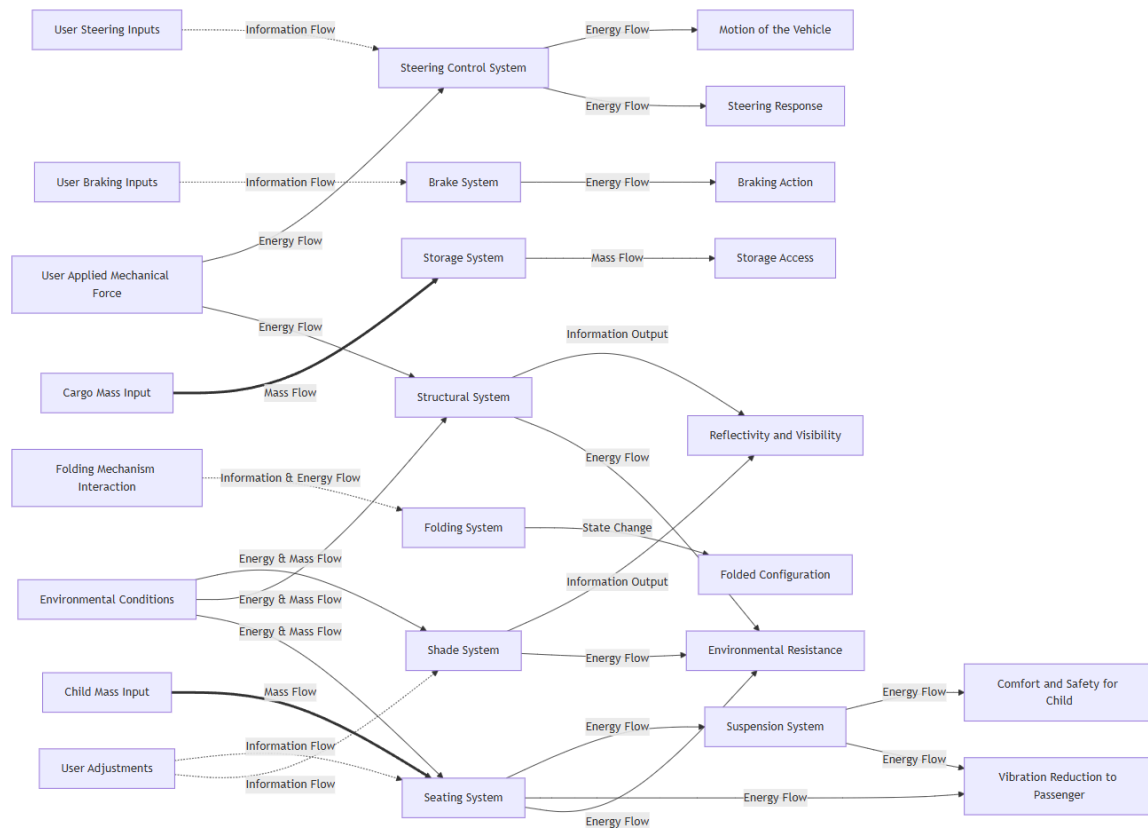 User Steering Inputs
Information Flow
Steering Control System
Energy Flow
Motion of the Vehicle
Energy Flow
Steering Response
User Braking Inputs
Information Flow
Brake System
Energy Flow
Braking Action
Energy Flow
User Applied Mechanical
Force
Storage System
Mass Flow
Storage Access
Energy Flow
Information Output
Cargo Mass Input
Mass Flow
Structural System
Reflectivity and Visibility
Energy Flow
Folding Mechanism
Interaction
Information & Energy Flow
Folding System
State Change
Folded Configuration
Energy & Mass Flow
Information Output
Environmental Conditions
Energy & Mass Flow
Energy & Mass Flow
Shade System
Energy Flow
Environmental Resistance
Child Mass Input
Mass Flow
Energy Flow
Comfort and Safety for
Child
Energy Flow
Suspension System
Energy Flow
User Adjustments
Information Flow
Information Flow
Seating System
Energy Flow
Vibration Reduction to
Passenger
Energy Flow